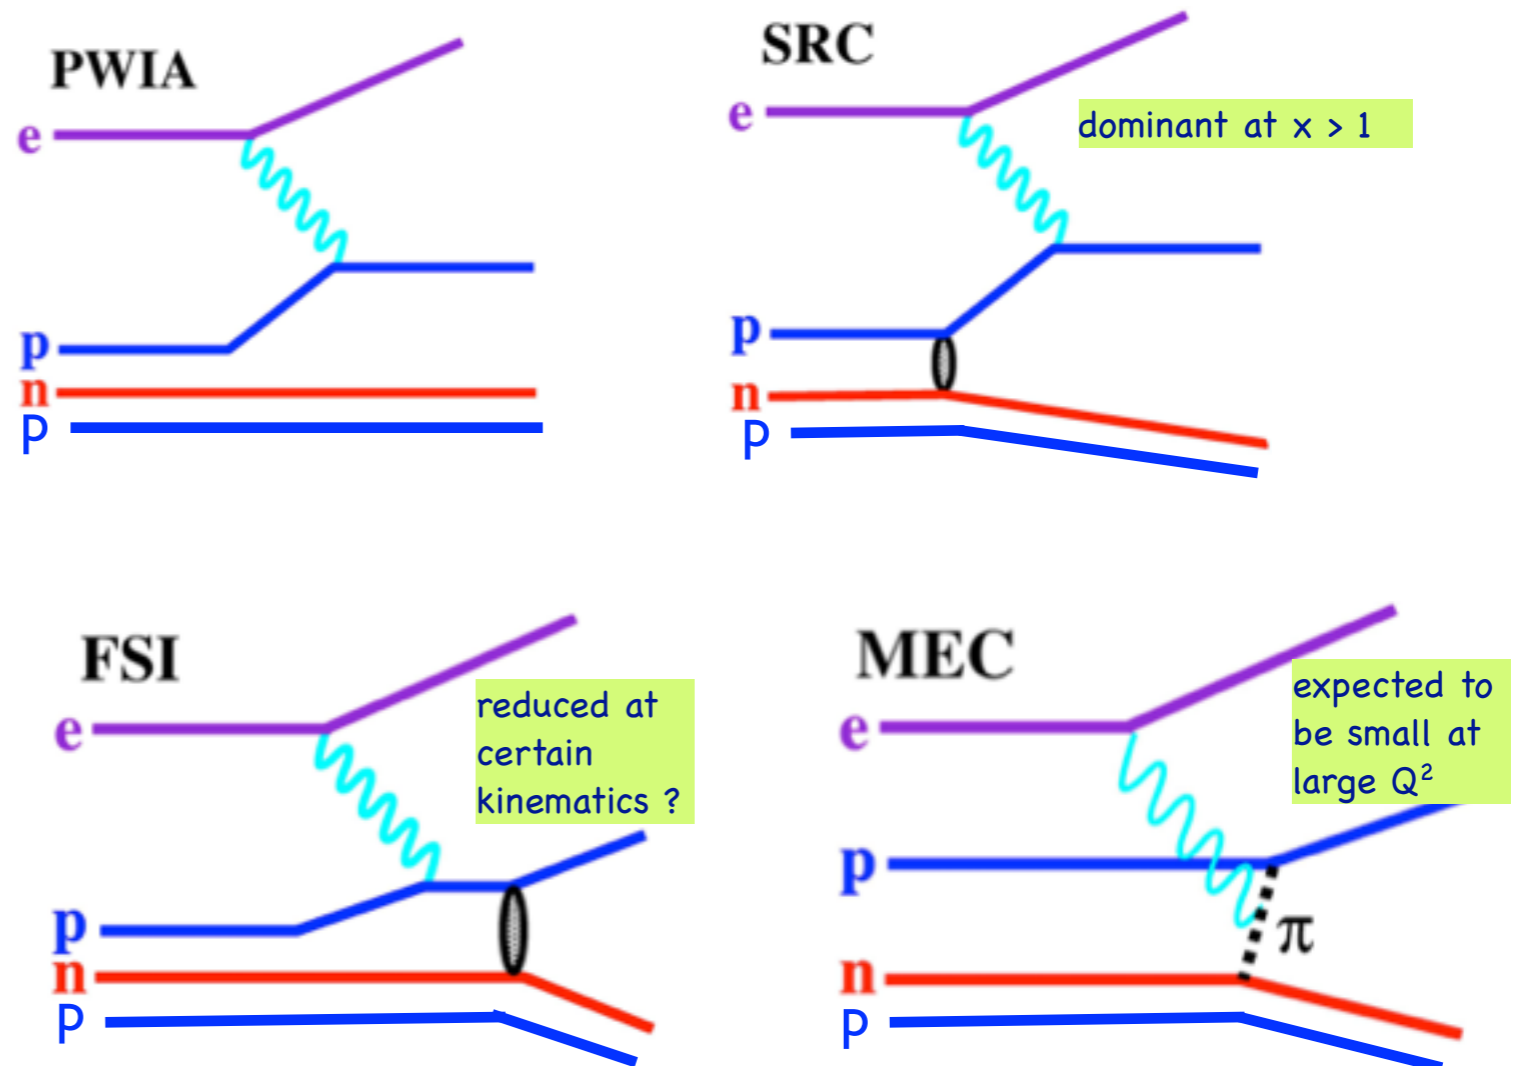 PWIA
e
p
n
p
SRC
e
dominant at x > 1
p
n
p
FSI
e
reduced at
certain
kinematics ?
p
n
p
MEC
e
expected to
be small at
large Q²
p
π
n
p